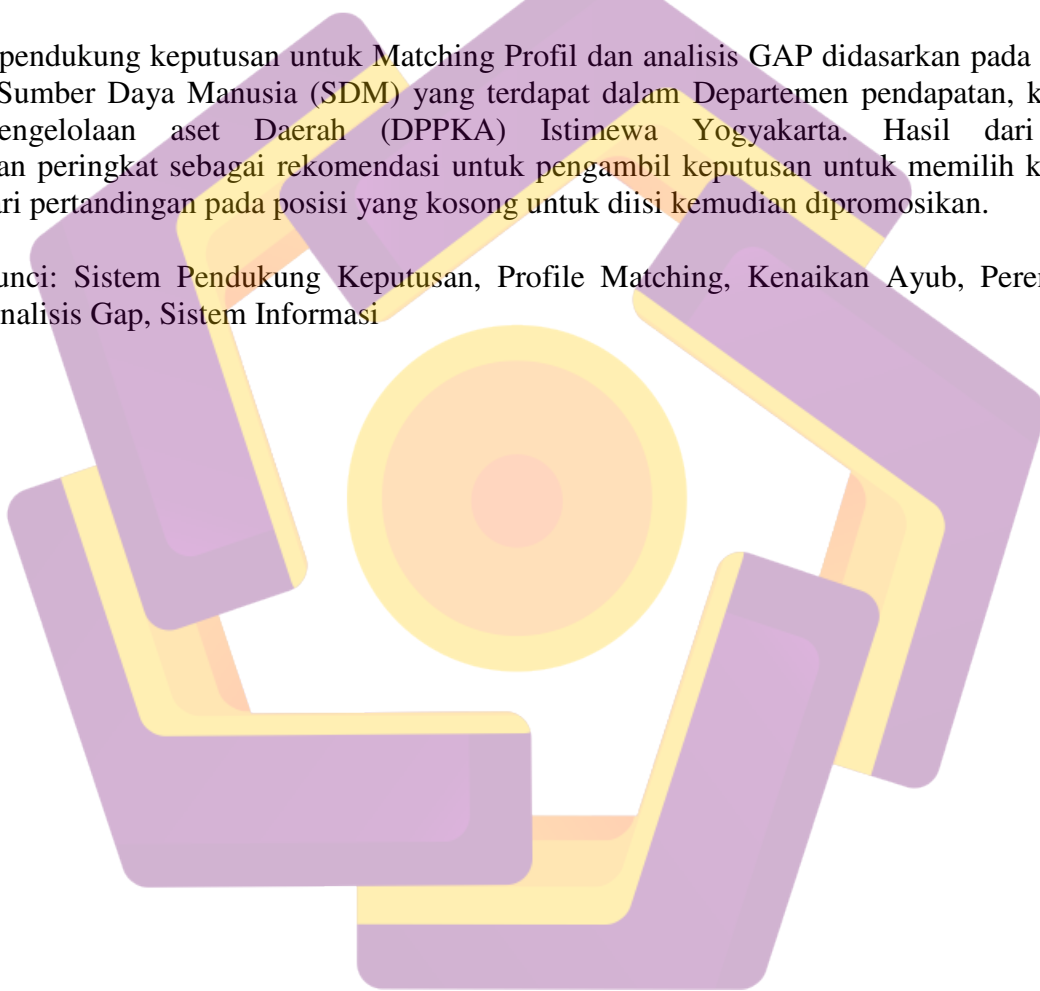 pendukung keputusan untuk Matching Profil dan analisis GAP didasarkan pada
Sumber Daya Manusia (SDM) yang terdapat dalam Departemen pendapatan, k
engelolaan aset Daerah (DPPKA) Istimewa Yogyakarta. Hasil dari
an peringkat sebagai rekomendasi untuk pengambil keputusan untuk memilih k
ri pertandingan pada posisi yang kosong untuk diisi kemudian dipromosikan.
unci: Sistem Pendukung Keputusan, Profile Matching, Kenaikan Ayub, Peren
nalisis Gap, Sistem Informasi